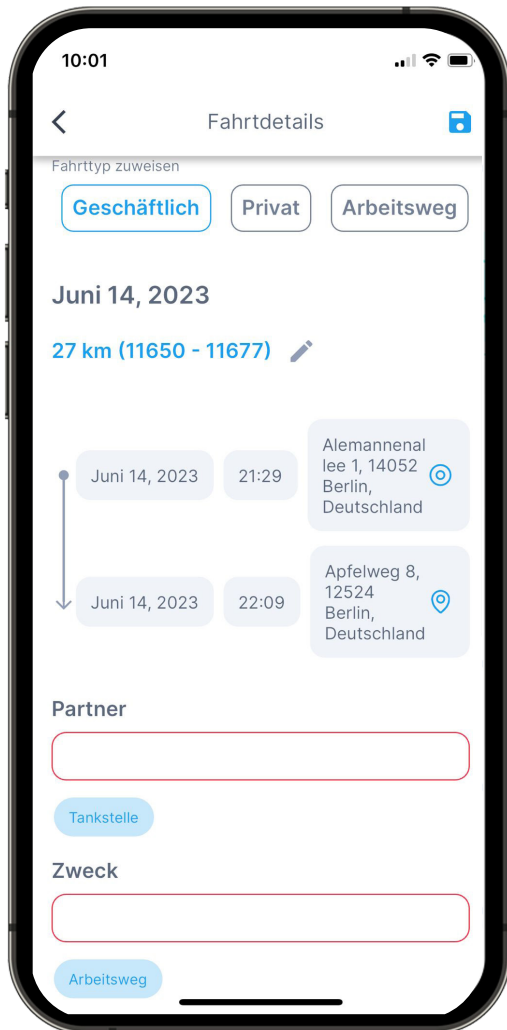 10:01
Fahrtdetails
Fahrttyp zuweisen
Geschäftlich Privat Arbeitsweg
Juni 14, 2023
27 km (11650 - 11677)
Juni 14, 2023 21:29
Alemannenal
lee 1, 14052
Berlin,
Deutschland
Juni 14, 2023 22:09
Apfelweg 8,
12524
Berlin,
Deutschland
Partner
Tankstelle
Zweck
Arbeitsweg